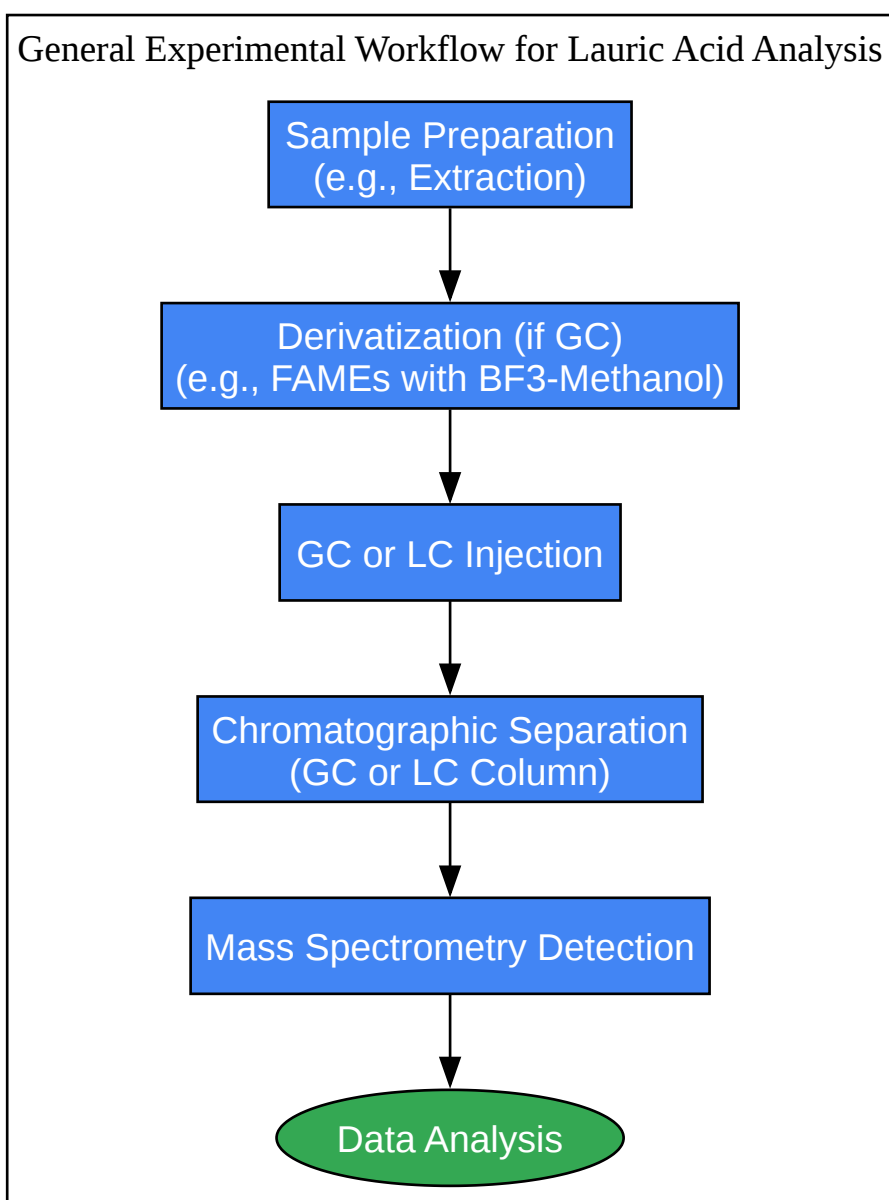 General Experimental Workflow for Lauric Acid Analysis
Sample Preparation
(e.g., Extraction)
Derivatization (if GC)
(e.g., FAMEs with BF3-Methanol)
GC or LC Injection
Chromatographic Separation
(GC or LC Column)
Mass Spectrometry Detection
Data Analysis